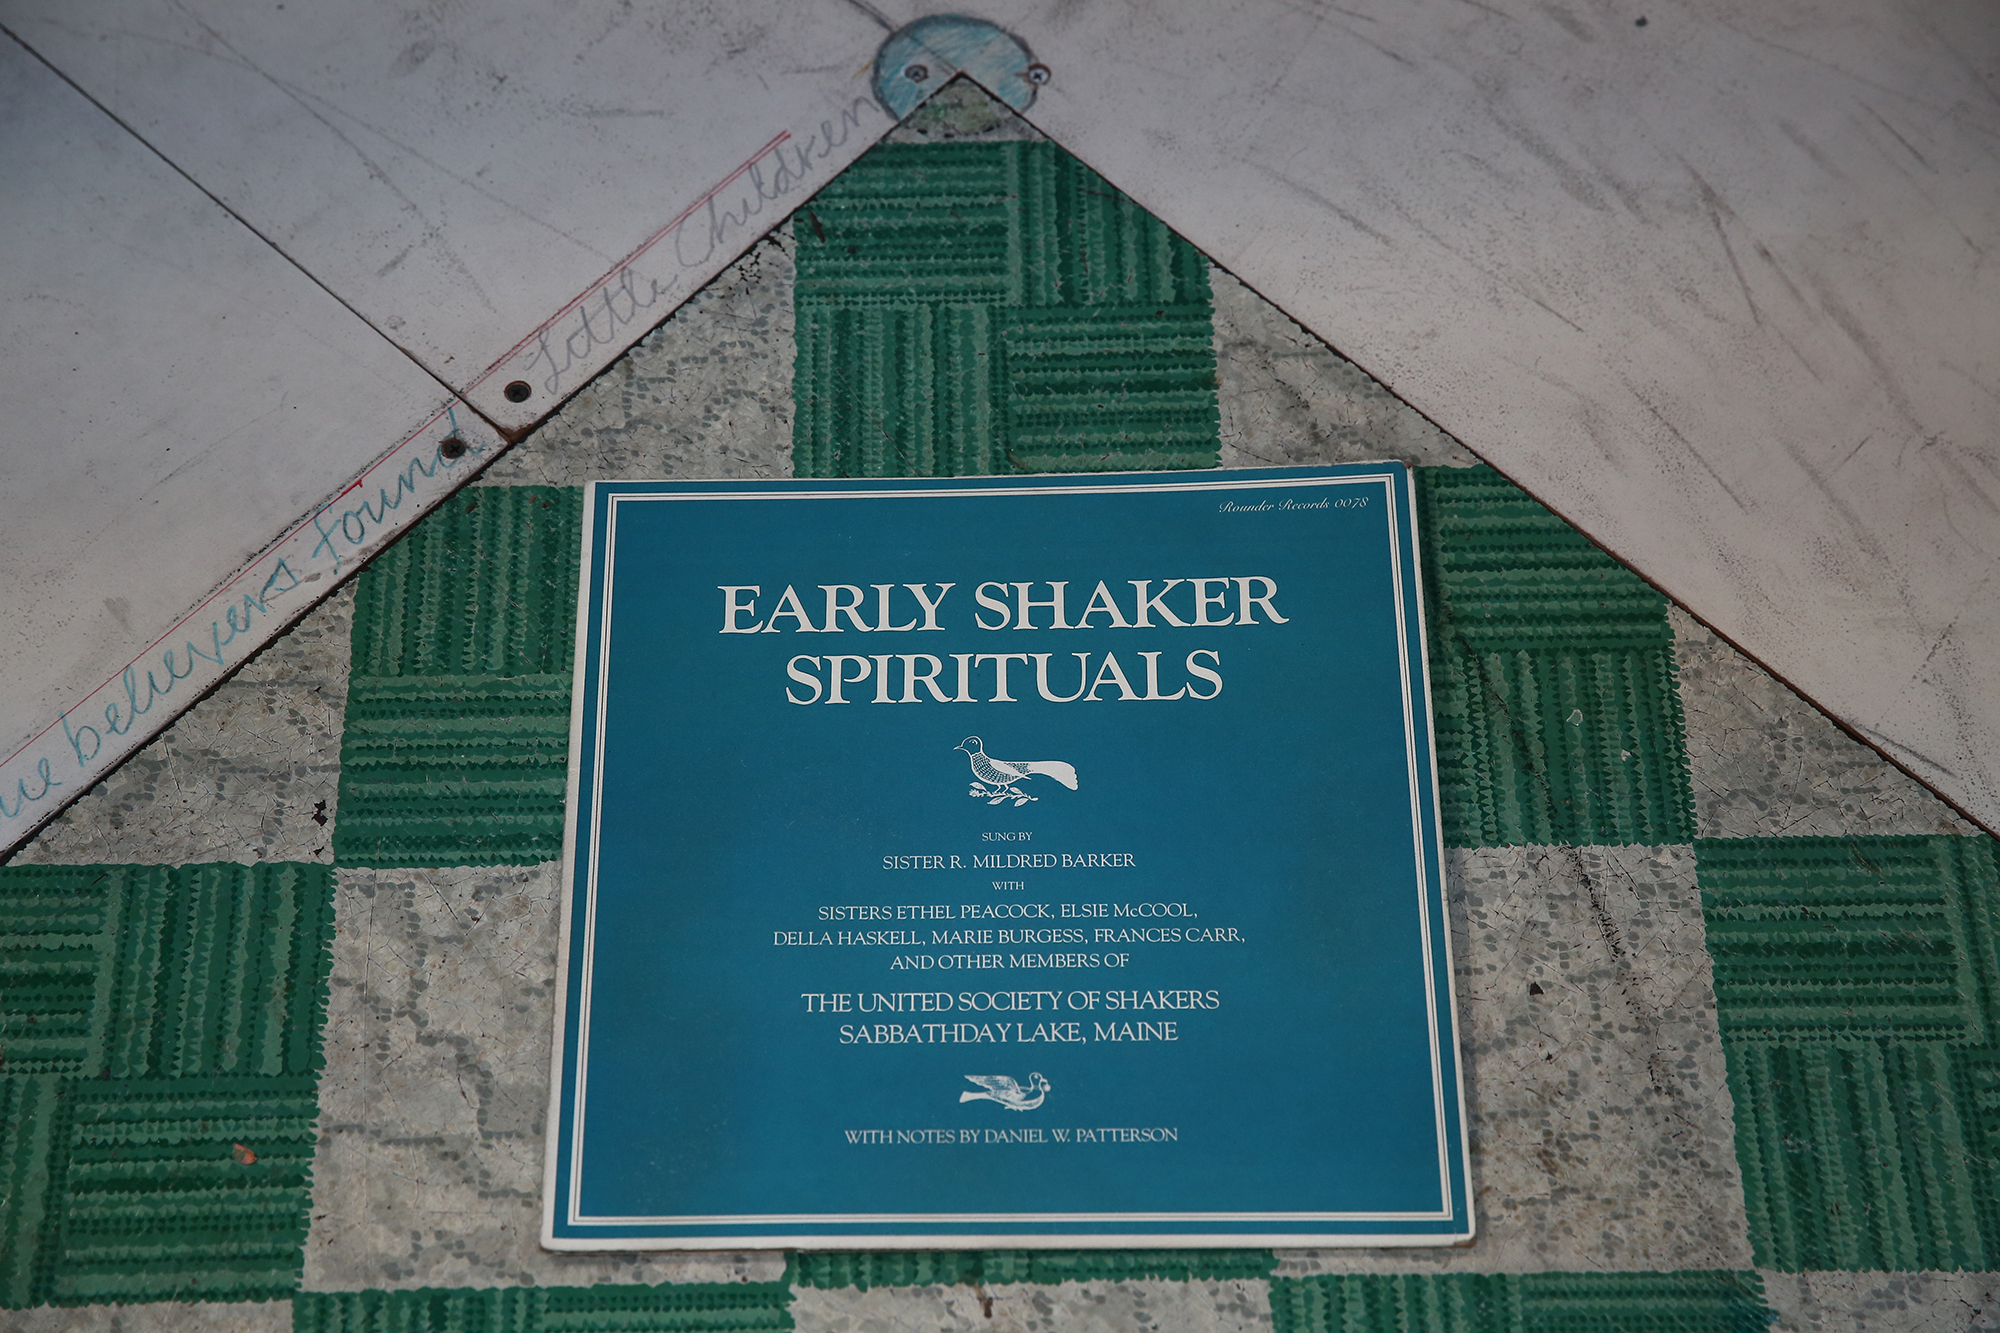 Little Children
ue believers found
Rounder Records 0078
EARLY SHAKER
SPIRITUALS
SUNG BY
SISTER R. MILDRED BARKER
WITH
SISTERS ETHEL PEACOCK, ELSIE McCOOL,
DELLA HASKELL, MARIE BURGESS, FRANCES CARR,
AND OTHER MEMBERS OF
THE UNITED SOCIETY OF SHAKERS
SABBATHDAY LAKE, MAINE
WITH NOTES BY DANIEL W. PATTERSON